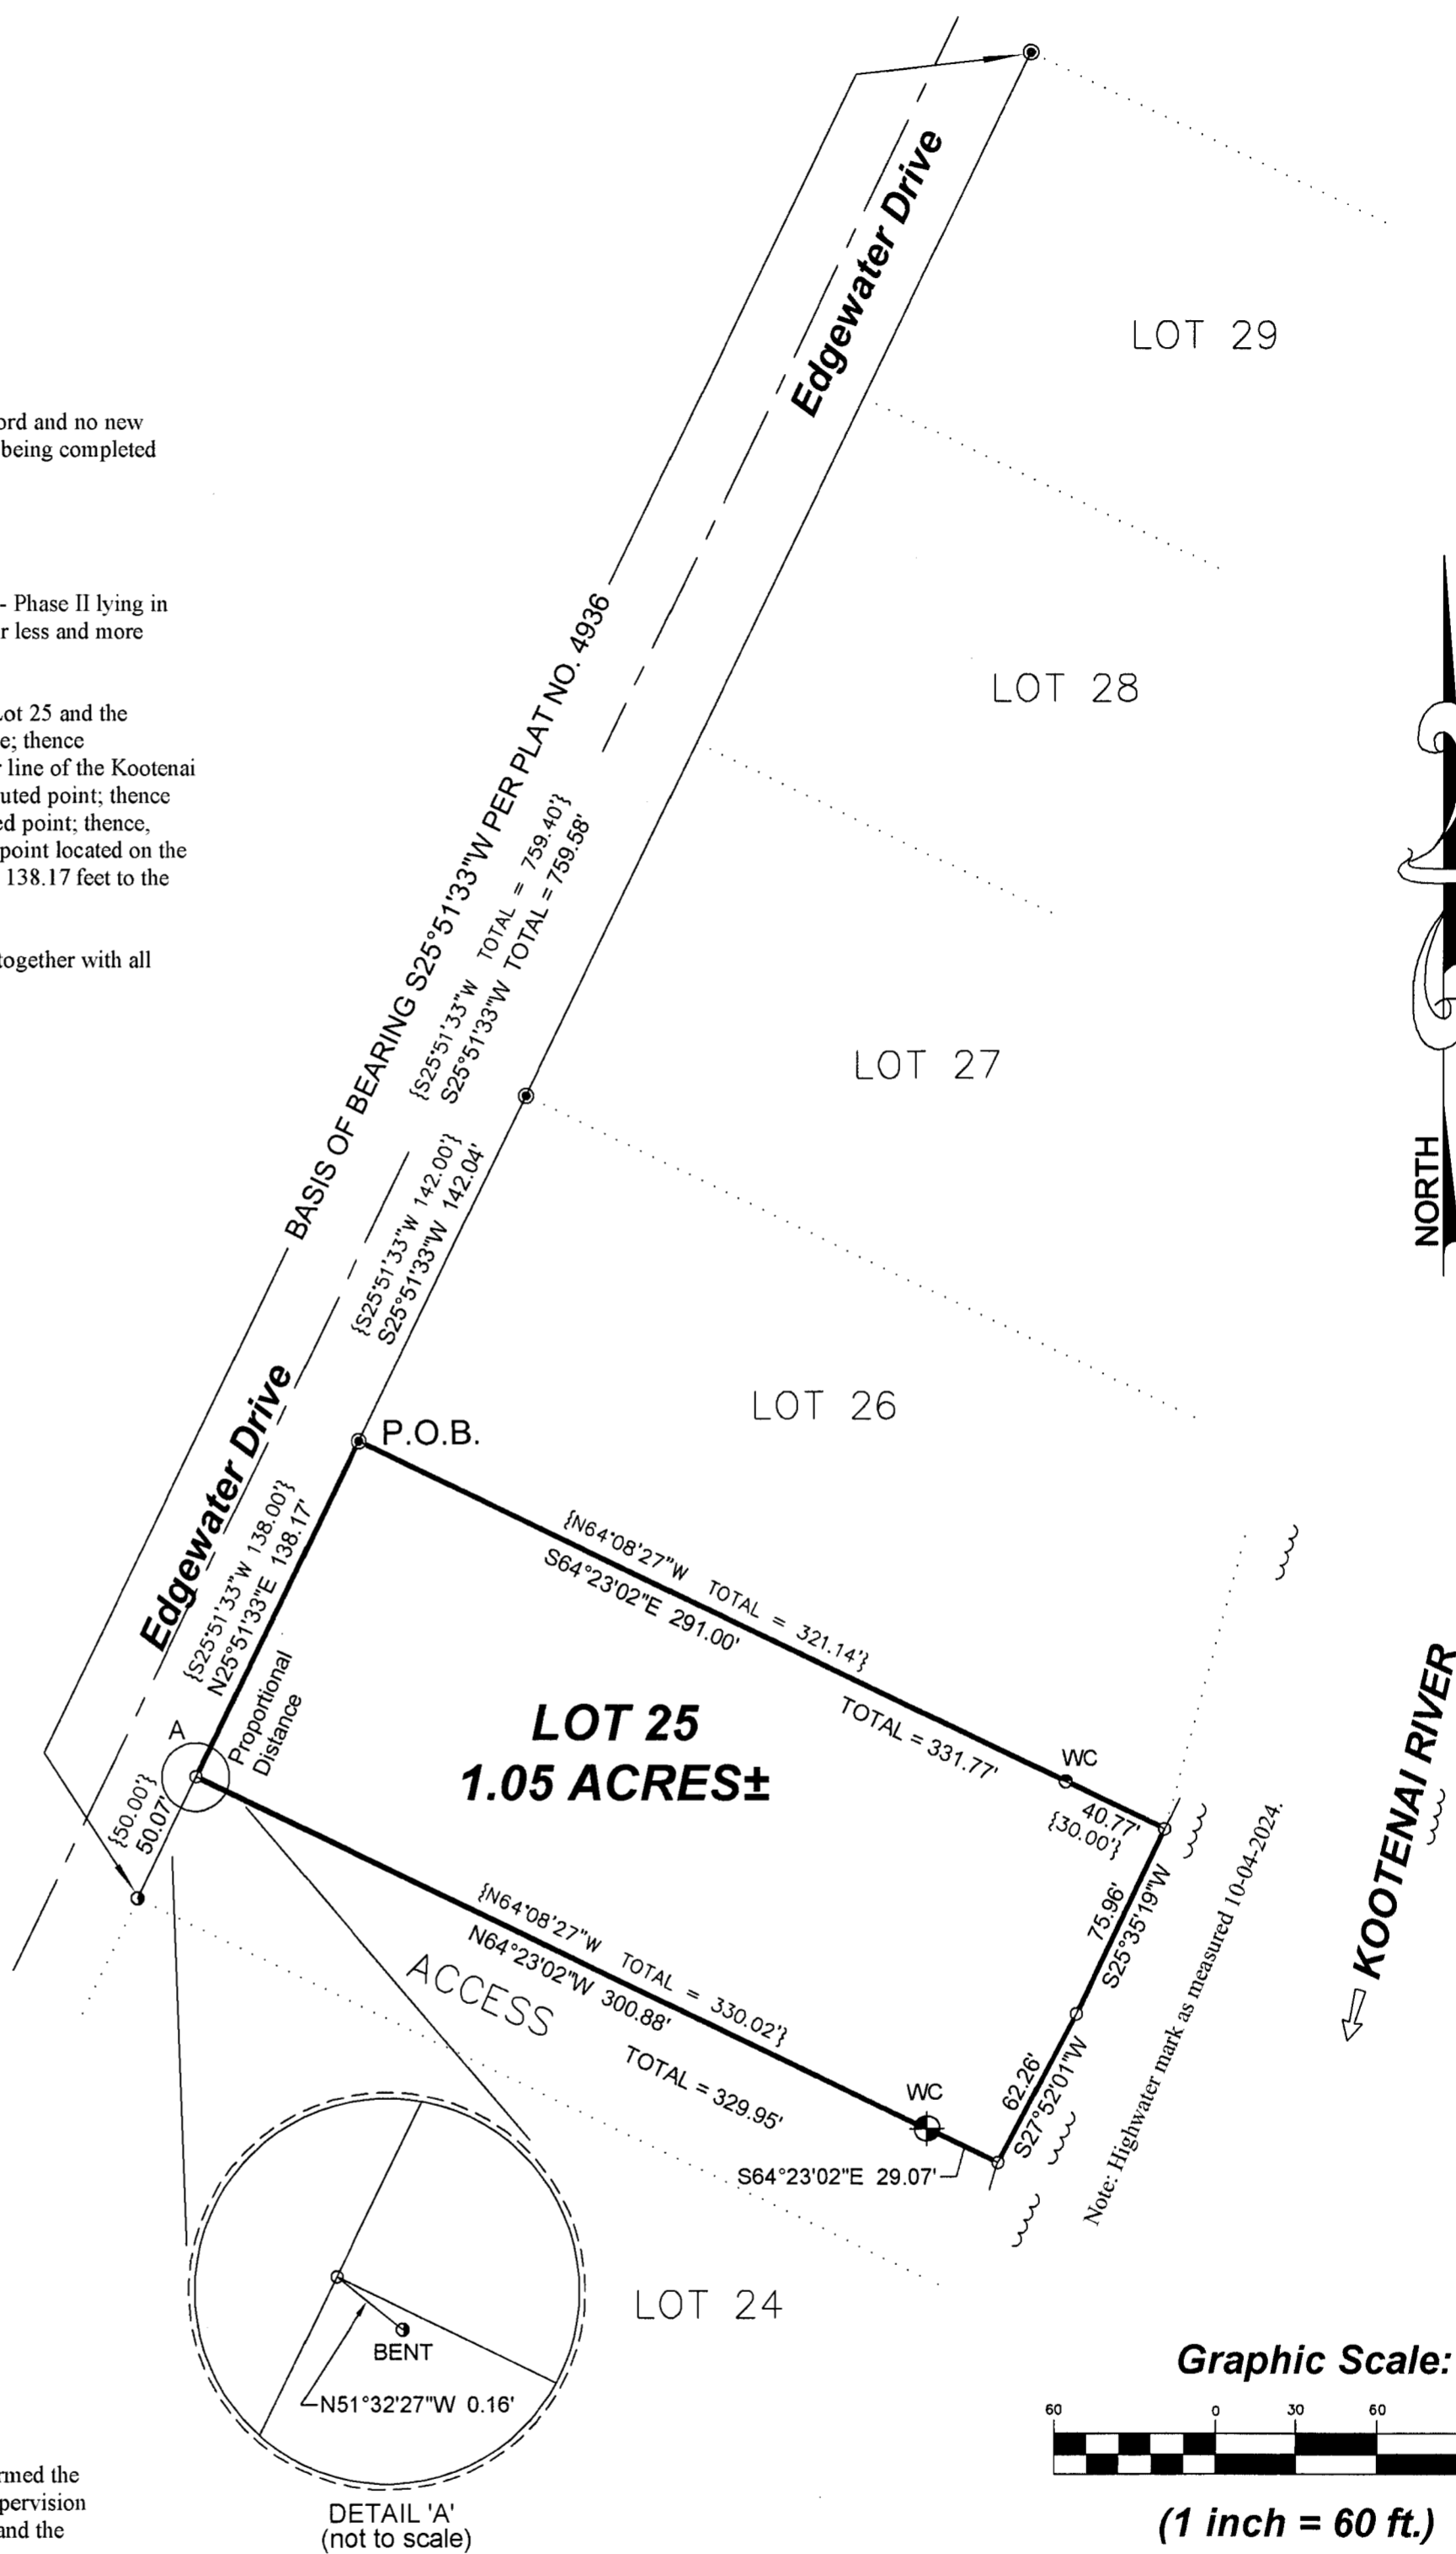 Edgewater Drive
LOT 29
ord and no new
being completed
- Phase II lying in
r less and more
LOT 28
Lot 25 and the
e; thence
r line of the Kootenai
uted point; thence
ed point; thence,
point located on the
138.17 feet to the
together with all
BASIS OF BEARING S25°51'33"W PER PLAT NO. 4936
{S25°51'33"W TOTAL = 759.40'}
S25°51'33"W TOTAL = 759.58'
LOT 27
{S25°51'33"W 142.00'}
S25°51'33"W 142.04'
NORTH
LOT 26
Edgewater Drive
P.O.B.
{S25°51'33"W 138.00'}
N25°51'33"E 138.17'
Proportional
Distance
{N64°08'27"W TOTAL = 321.14'}
S64°23'02"E 291.00'
TOTAL = 331.77'
LOT 25
1.05 ACRES±
A
WC
40.77'
{30.00'}
{50.00'}
50.07'
75.96'
S25°35'19"W
KOOTENAI RIVER
{N64°08'27"W TOTAL = 330.02'}
N64°23'02"W 300.88'
TOTAL = 329.95'
ACCESS
WC
62.26'
S27°52'01"W
S64°23'02"E 29.07'
Note: Highwater mark as measured 10-04-2024.
LOT 24
BENT
N51°32'27"W 0.16'
DETAIL 'A'
(not to scale)
rmed the
pervision
and the
Graphic Scale:
60 0 30 60
(1 inch = 60 ft.)